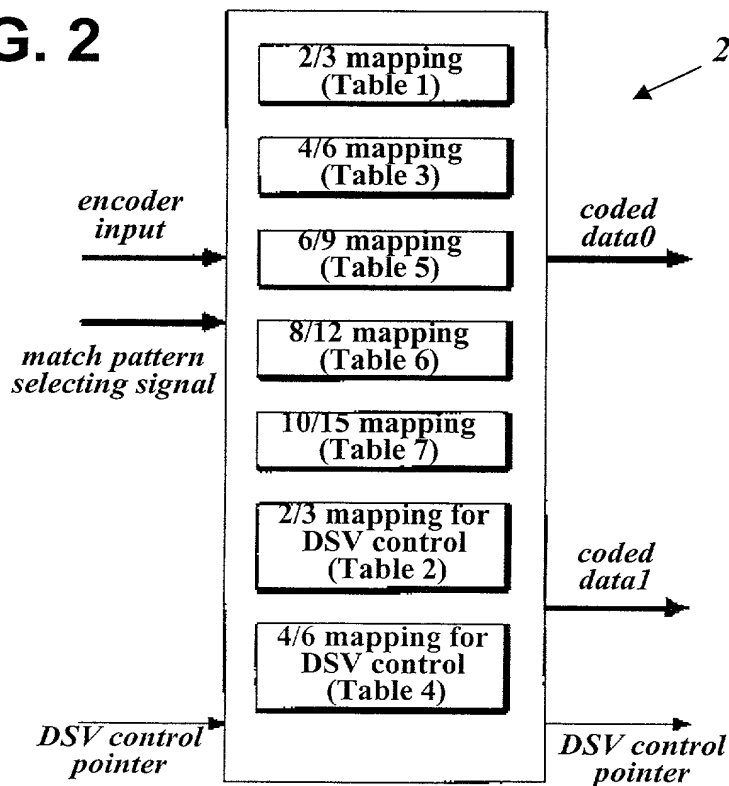 G. 2
2
2/3 mapping
(Table 1)
4/6 mapping
(Table 3)
6/9 mapping
(Table 5)
8/12 mapping
(Table 6)
10/15 mapping
(Table 7)
2/3 mapping for
DSV control
(Table 2)
4/6 mapping for
DSV control
(Table 4)
encoder
input
match pattern
selecting signal
DSV control
pointer
coded
data0
coded
data1
DSV control
pointer